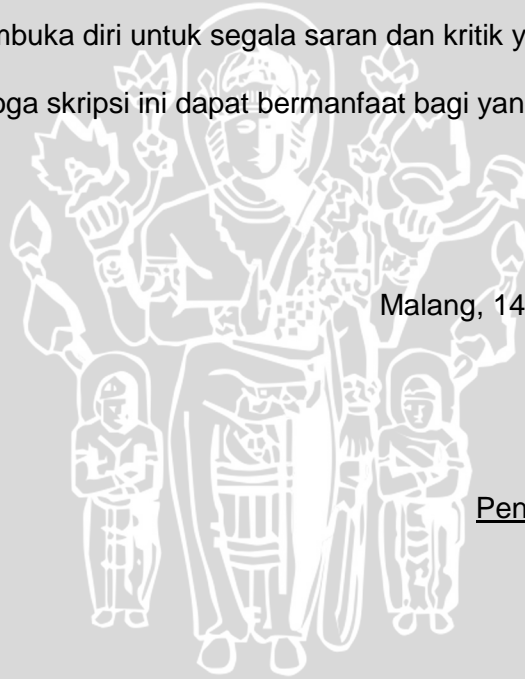 mbuka diri untuk segala saran dan kritik y
oga skripsi ini dapat bermanfaat bagi yan
Malang, 14
Pen